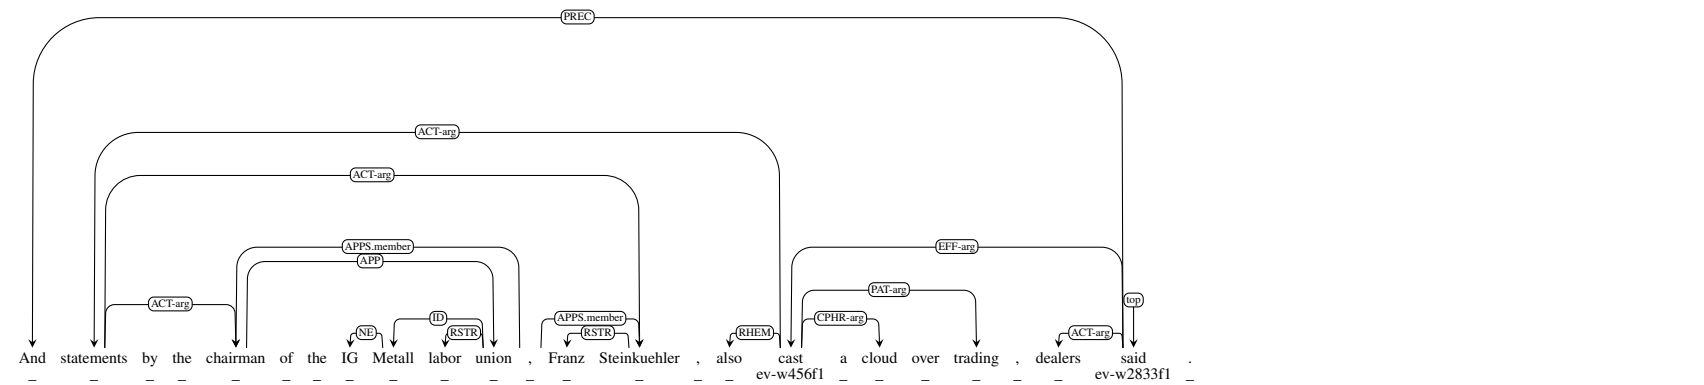 PREC
ACT-arg
ACT-arg
APPS.member EFF-arg
APP
PAT-arg
top
ACT-arg
ID APPS.member CPHR-arg
NE RSTR RSTR RHEM ACT-arg
And statements by the chairman of the IG Metall labor union , Franz Steinkuehler , also cast a cloud over trading , dealers said .
_ _ _ _ _ _ _ _ _ _ _ _ _ _ _ _ ev-w456f1 _ _ _ _ _ _ ev-w2833f1 _